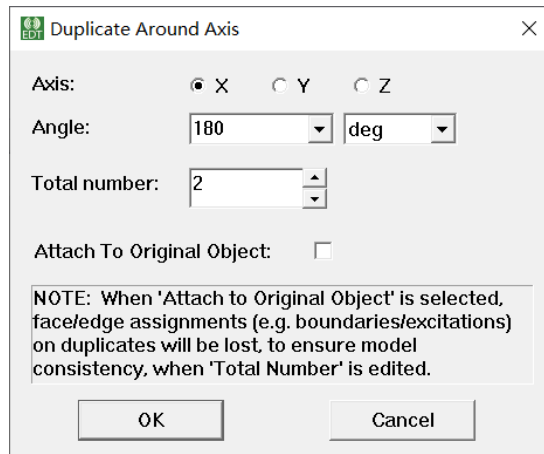 EDT Duplicate Around Axis
Axis: X Y Z
Angle: 180 deg
Total number: 2
Attach To Original Object:
NOTE: When 'Attach to Original Object' is selected,
face/edge assignments (e.g. boundaries/excitations)
on duplicates will be lost, to ensure model
consistency, when 'Total Number' is edited.
OK Cancel